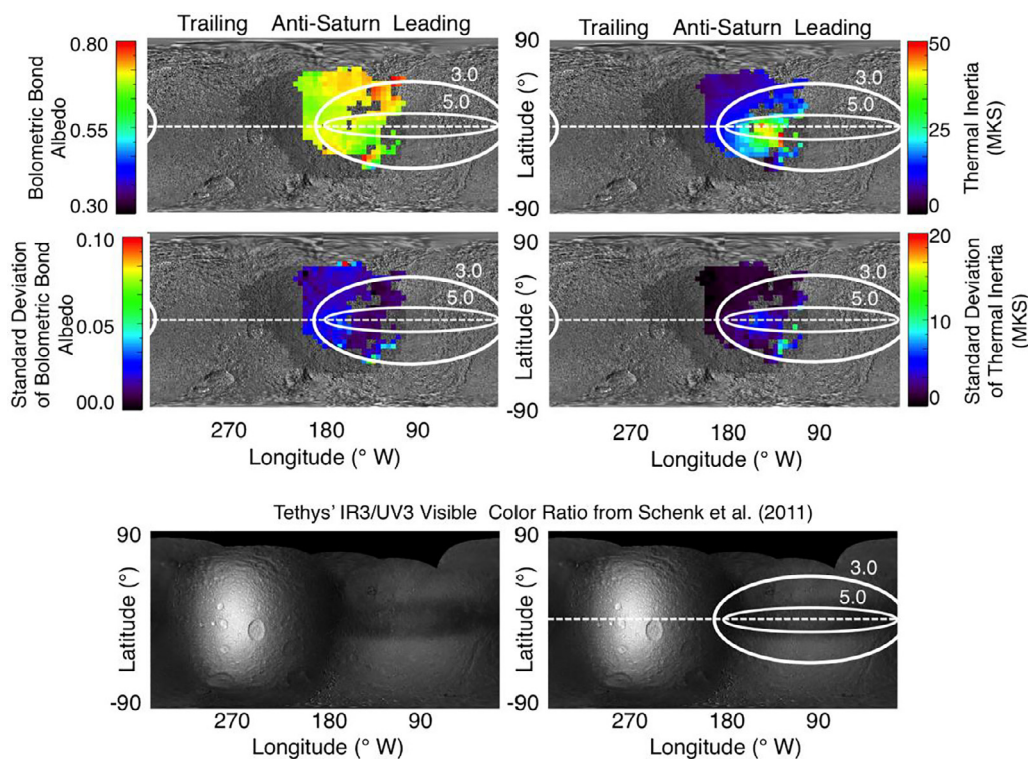 Trailing Anti-Saturn Leading
Trailing Anti-Saturn Leading
0.80
0.55
0.30
Bolometric Bond
Albedo
3.0
5.0
90
-90
Latitude (°)
3.0
5.0
50
25
0
Thermal Inertia
(MKS)
0.10
0.05
00.0
Standard Deviation
of Bolometric Bond
Albedo
3.0
5.0
90
-90
Latitude (°)
3.0
5.0
20
10
0
Standard Deviation
of Thermal Inertia
(MKS)
270 180 90
Longitude (° W)
270 180 90
Longitude (° W)
Tethys' IR3/UV3 Visible Color Ratio from Schenk et al. (2011)
90
-90
Latitude (°)
90
-90
Latitude (°)
3.0
5.0
270 180 90
Longitude (° W)
270 180 90
Longitude (° W)